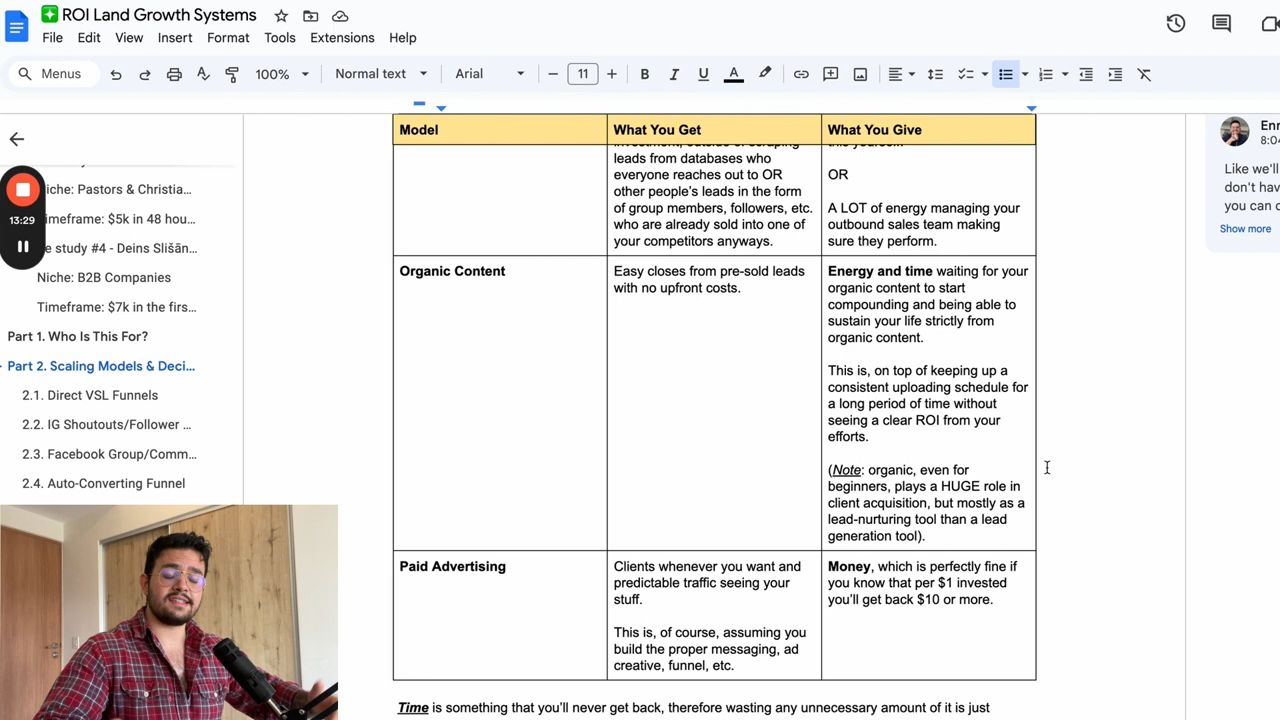 ROI Land Growth Systems
File Edit View Insert Format Tools Extensions Help
Menus 100% Normal text Arial 11
Model What You Get What You Give
leads from databases who
everyone reaches out to OR
other people's leads in the form
of group members, followers, etc.
who are already sold into one of
your competitors anyways.
OR
A LOT of energy managing your
outbound sales team making
sure they perform.
Organic Content
Easy closes from pre-sold leads
with no upfront costs.
Energy and time waiting for your
organic content to start
compounding and being able to
sustain your life strictly from
organic content.
This is, on top of keeping up a
consistent uploading schedule for
a long period of time without
seeing a clear ROI from your
efforts.
(Note: organic, even for
beginners, plays a HUGE role in
client acquisition, but mostly as a
lead-nurturing tool than a lead
generation tool).
Paid Advertising
Clients whenever you want and
predictable traffic seeing your
stuff.
This is, of course, assuming you
build the proper messaging, ad
creative, funnel, etc.
Money, which is perfectly fine if
you know that per $1 invested
you'll get back $10 or more.
Time is something that you'll never get back, therefore wasting any unnecessary amount of it is just
iche: Pastors & Christia...
imeframe: $5k in 48 hou...
e study #4 - Deins Slišān...
Niche: B2B Companies
Timeframe: $7k in the firs...
Part 1. Who Is This For?
Part 2. Scaling Models & Deci...
2.1. Direct VSL Funnels
2.2. IG Shoutouts/Follower ...
2.3. Facebook Group/Comm...
2.4. Auto-Converting Funnel
13:29
Enr
8:04
Like we'll
don't hav
you can c
Show more